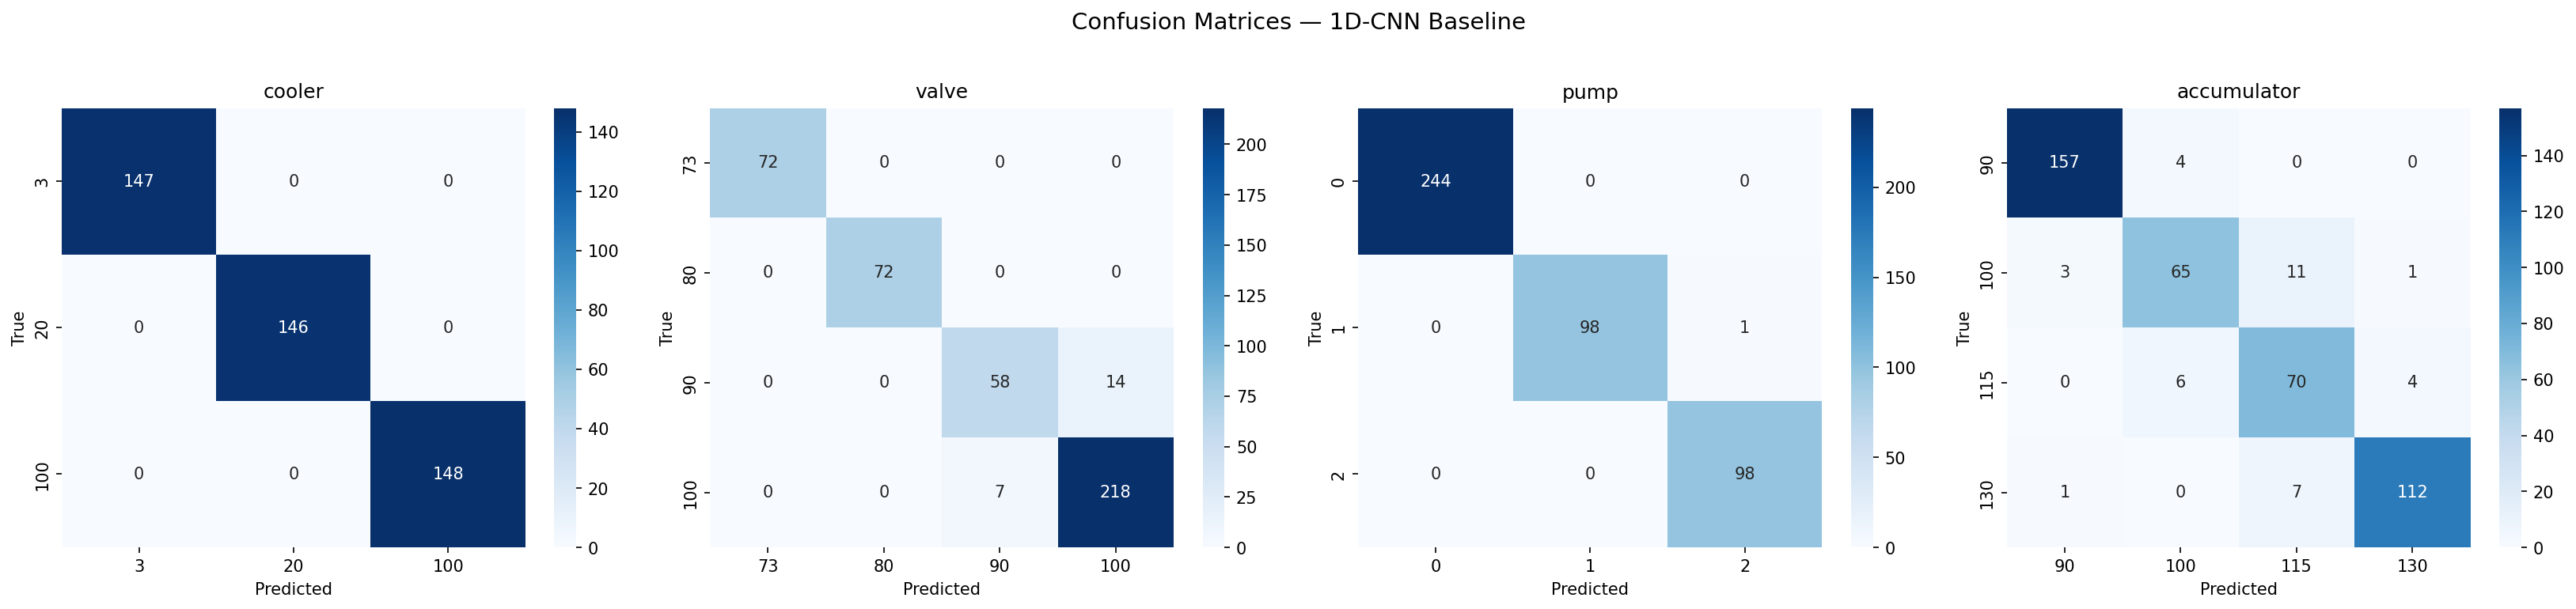 Confusion Matrices — 1D-CNN Baseline
cooler
True
3
20
100
147 0 0
0 146 0
0 0 148
3 20 100
Predicted
140
120
100
80
60
40
20
0
valve
True
73
80
90
100
72 0 0 0
0 72 0 0
0 0 58 14
0 0 7 218
73 80 90 100
Predicted
200
175
150
125
100
75
50
25
0
pump
True
0
1
2
244 0 0
0 98 1
0 0 98
0 1 2
Predicted
200
150
100
50
0
accumulator
True
90
100
115
130
157 4 0 0
3 65 11 1
0 6 70 4
1 0 7 112
90 100 115 130
Predicted
140
120
100
80
60
40
20
0